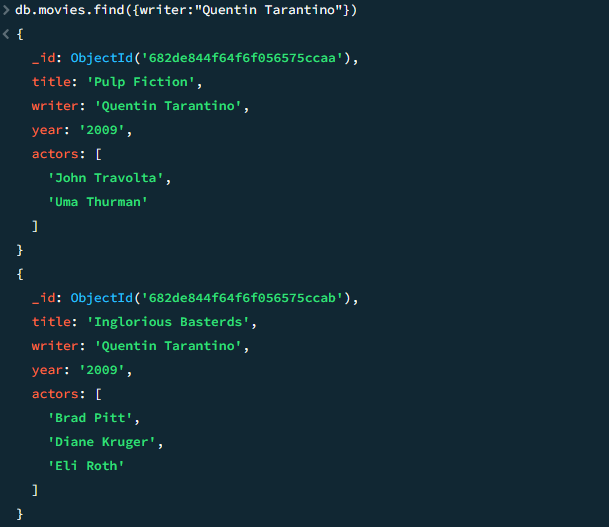 > db.movies.find({writer:"Quentin Tarantino"})
< {
_id: ObjectId('682de844f64f6f056575ccaa'),
title: 'Pulp Fiction',
writer: 'Quentin Tarantino',
year: '2009',
actors: [
'John Travolta',
'Uma Thurman'
]
}
{
_id: ObjectId('682de844f64f6f056575ccab'),
title: 'Inglorious Basterds',
writer: 'Quentin Tarantino',
year: '2009',
actors: [
'Brad Pitt',
'Diane Kruger',
'Eli Roth'
]
}